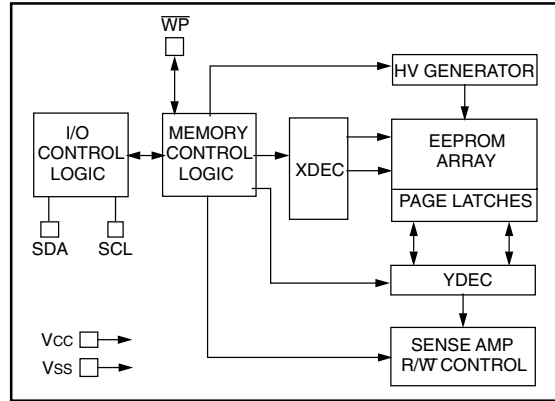 W̅P̅
HV GENERATOR
I/O
CONTROL
LOGIC
MEMORY
CONTROL
LOGIC
XDEC
EEPROM
ARRAY
PAGE LATCHES
SDA
SCL
YDEC
Vcc
Vss
SENSE AMP
R/W̅ CONTROL